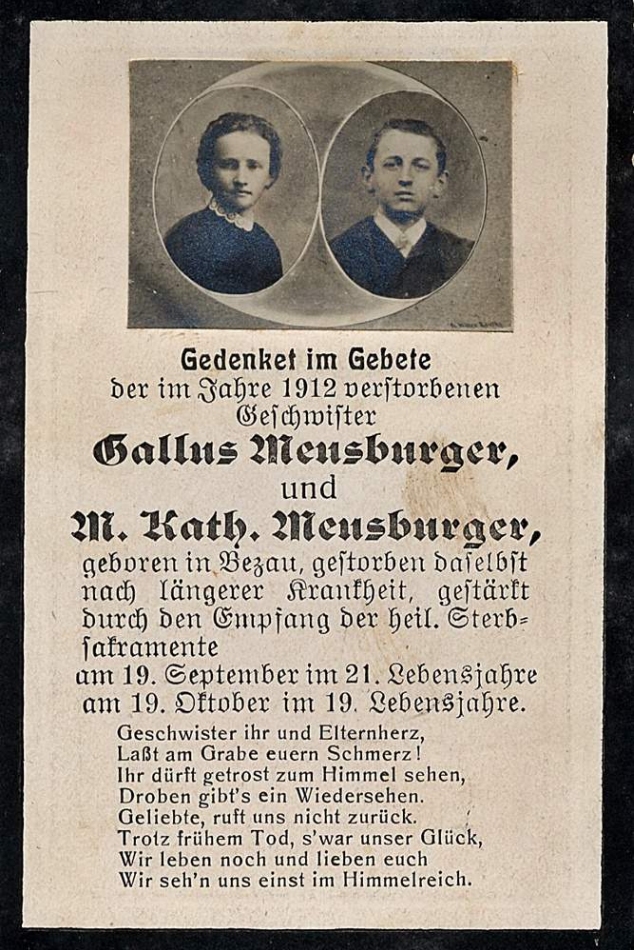 Gedenket im Gebete
der im Jahre 1912 verstorbenen
Geschwister
Gallus Meusburger,
und
M. Kath. Meusburger,
geboren in Bezau, gestorben daselbst
nach längerer Krankheit, gestärkt
durch den Empfang der heil. Sterb-
sakramente
am 19. September im 21. Lebensjahre
am 19. Oktober im 19. Lebensjahre.
Geschwister ihr und Elternherz,
Laßt am Grabe euern Schmerz!
Ihr dürft getrost zum Himmel sehen,
Droben gibt's ein Wiedersehen.
Geliebte, ruft uns nicht zurück.
Trotz frühem Tod, s'war unser Glück,
Wir leben noch und lieben euch
Wir seh'n uns einst im Himmelreich.